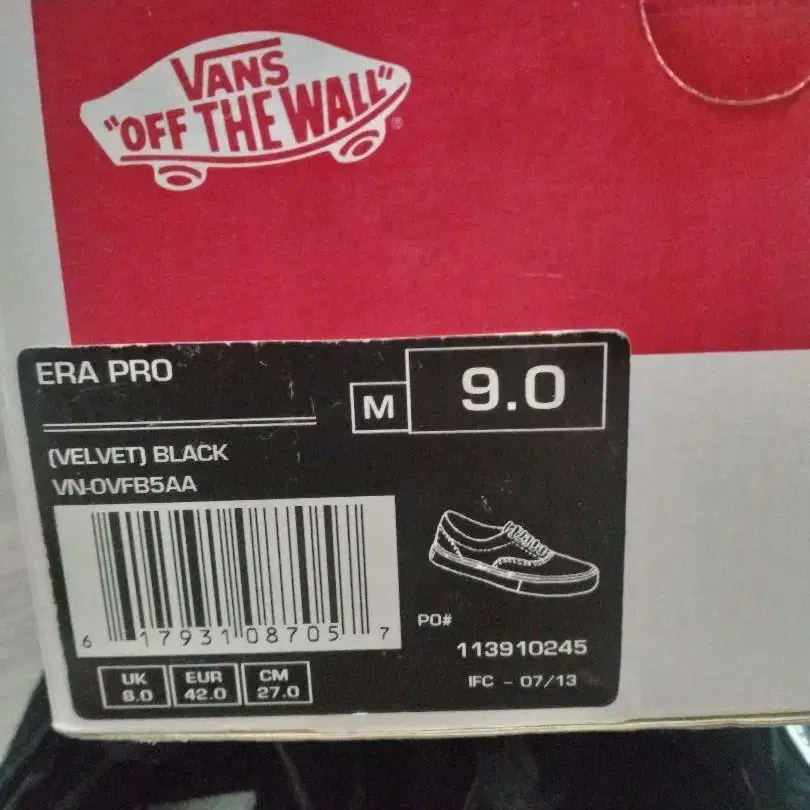 VANS
"OFF THE WALL"
®
ERA PRO
M
9.0
(VELVET) BLACK
VN-0VFB5AA
6 17931 08705 7
PO#
113910245
UK
8.0
EUR
42.0
CM
27.0
IFC - 07/13